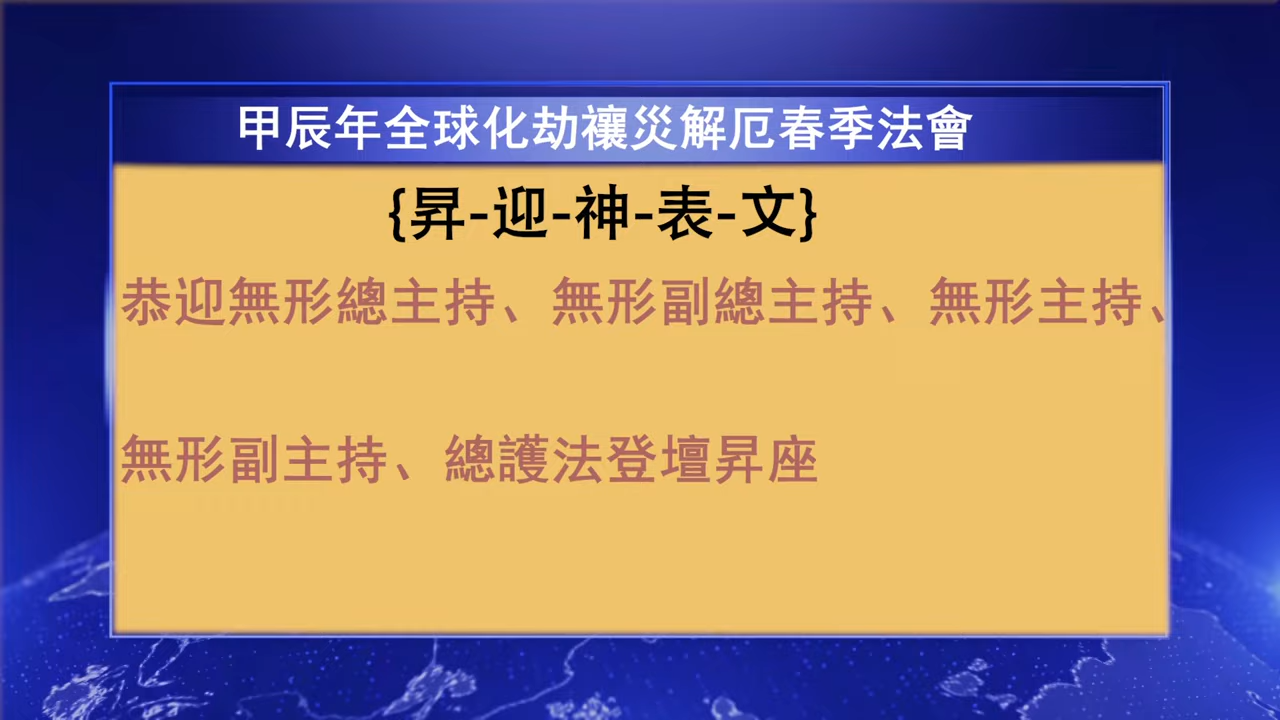 甲辰年全球化劫禳災解厄春季法會
{昇-迎-神-表-文}
恭迎無形總主持、無形副總主持、無形主持、
無形副主持、總護法登壇昇座